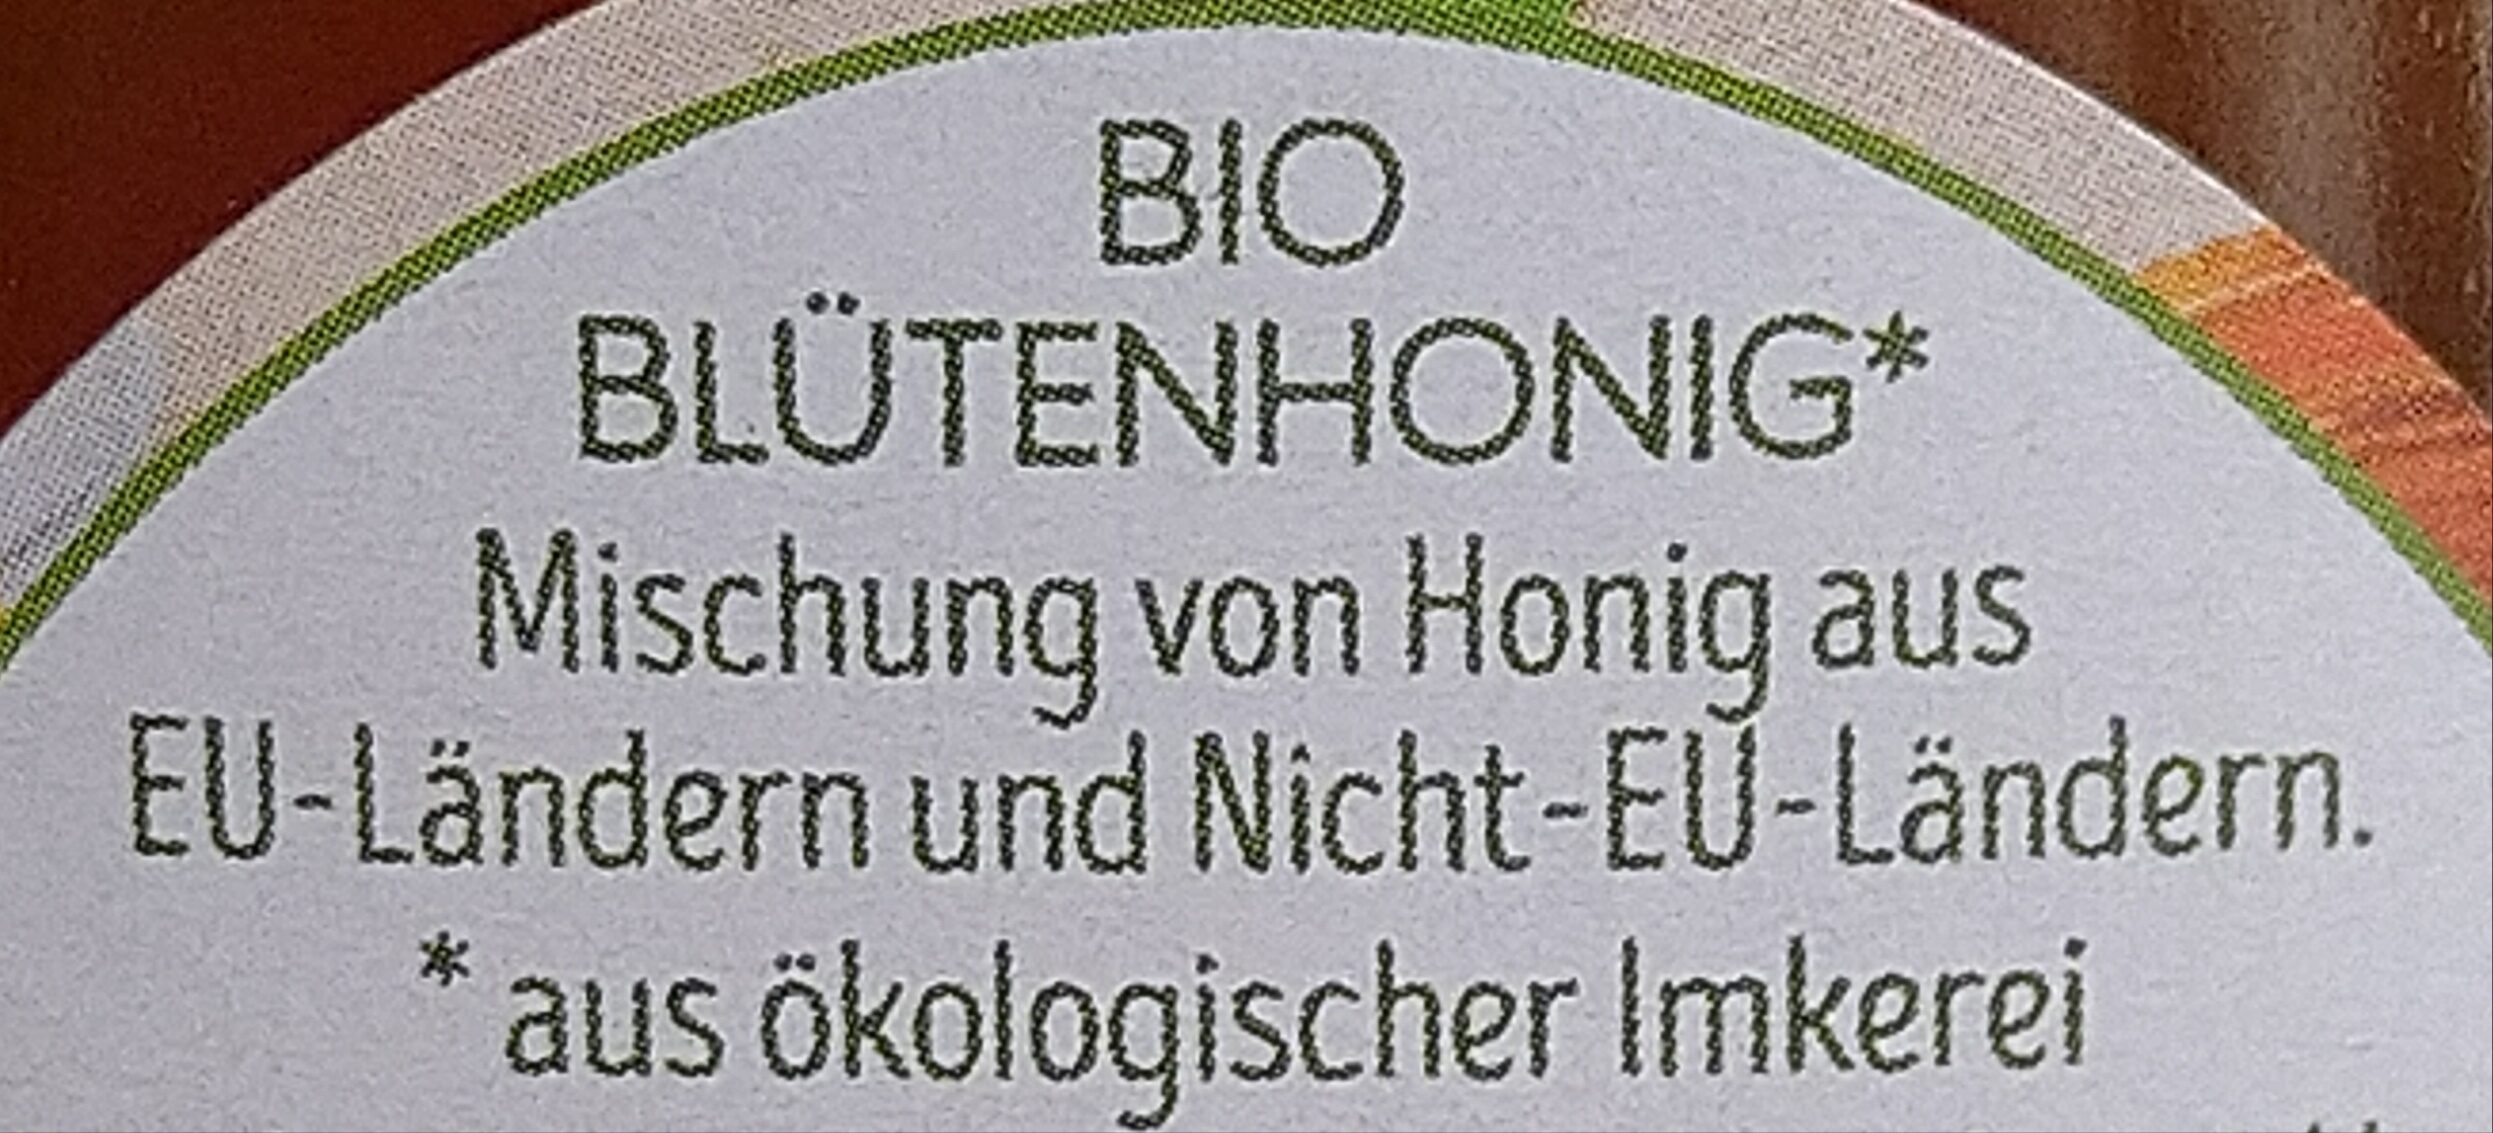 BIO
BLÜTENHONIG*
Mischung von Honig aus
EU-Ländern und Nicht-EU-Ländern.
* aus ökologischer Imkerei